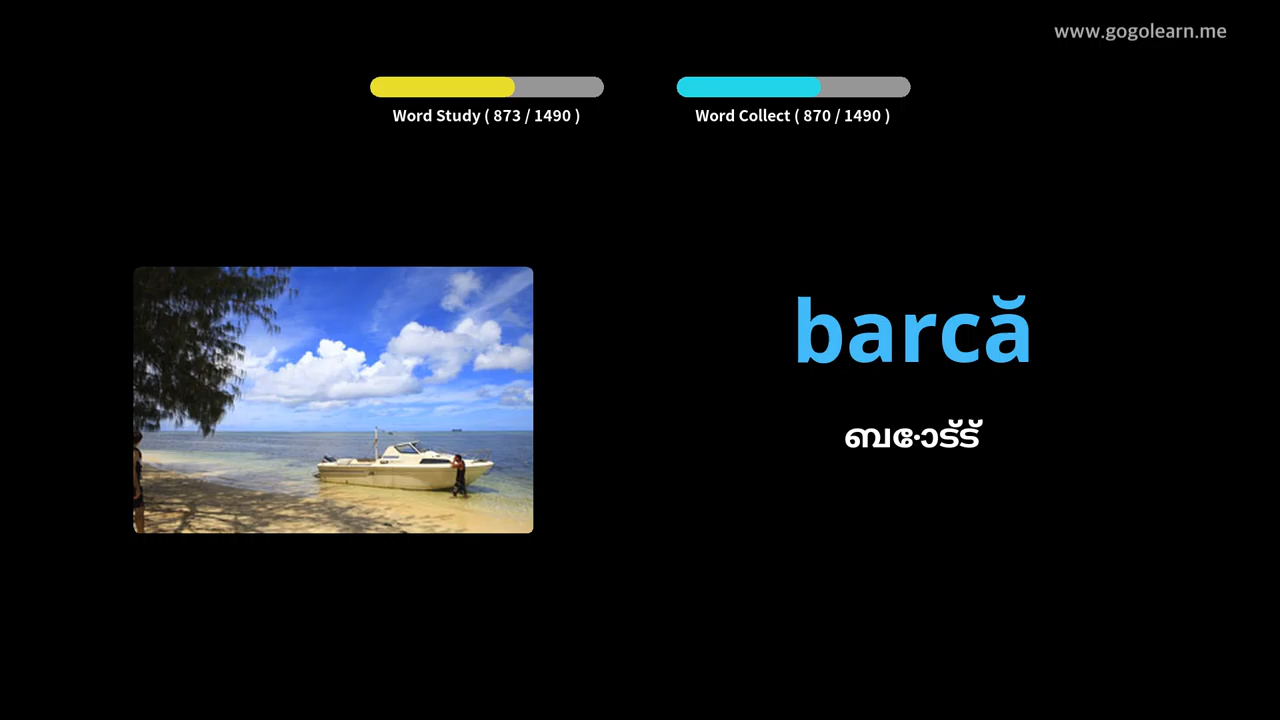 www.gogolearn.me
Word Study ( 873 / 1490 )
Word Collect ( 870 / 1490 )
barcă
ബോട്ട്